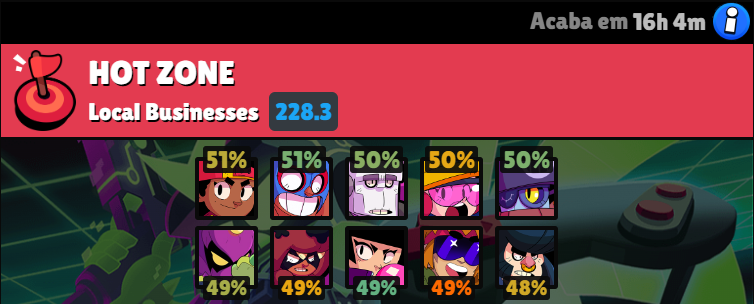 Acaba em 16h 4m
HOT ZONE
Local Businesses 228.3
51% 51% 50% 50% 50%
49% 49% 49% 49% 48%